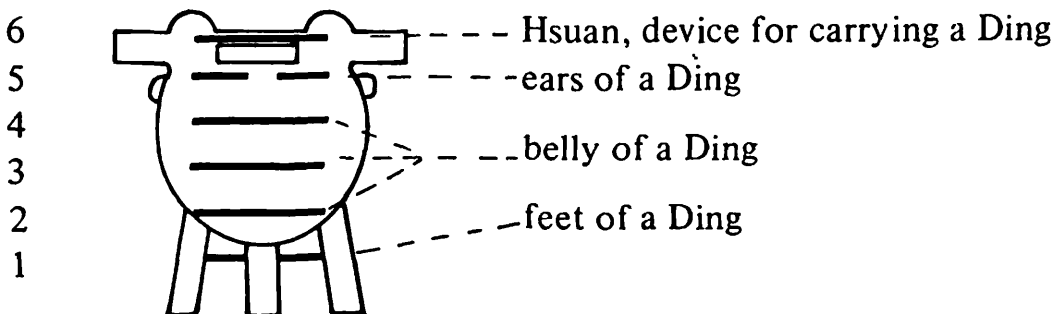 6 Hsuan, device for carrying a Ding
5 ears of a Ding
4
belly of a Ding
3
2 feet of a Ding
1